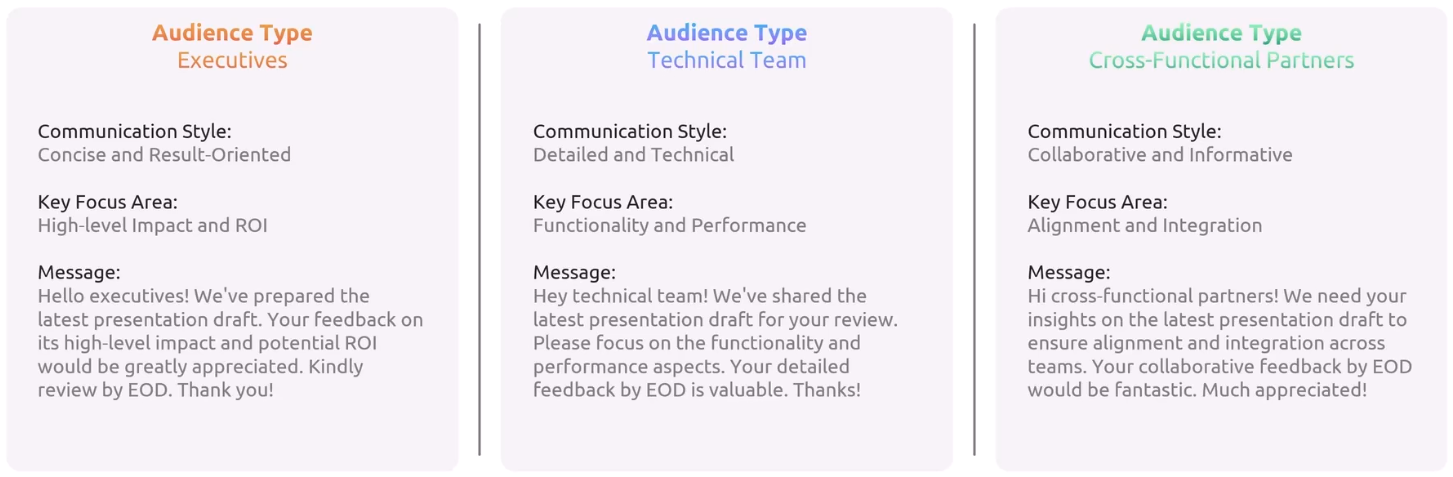 Audience Type
Executives
Communication Style:
Concise and Result-Oriented
Key Focus Area:
High-level Impact and ROI
Message:
Hello executives! We've prepared the
latest presentation draft. Your feedback on
its high-level impact and potential ROI
would be greatly appreciated. Kindly
review by EOD. Thank you!
Audience Type
Technical Team
Communication Style:
Detailed and Technical
Key Focus Area:
Functionality and Performance
Message:
Hey technical team! We've shared the
latest presentation draft for your review.
Please focus on the functionality and
performance aspects. Your detailed
feedback by EOD is valuable. Thanks!
Audience Type
Cross-Functional Partners
Communication Style:
Collaborative and Informative
Key Focus Area:
Alignment and Integration
Message:
Hi cross-functional partners! We need your
insights on the latest presentation draft to
ensure alignment and integration across
teams. Your collaborative feedback by EOD
would be fantastic. Much appreciated!